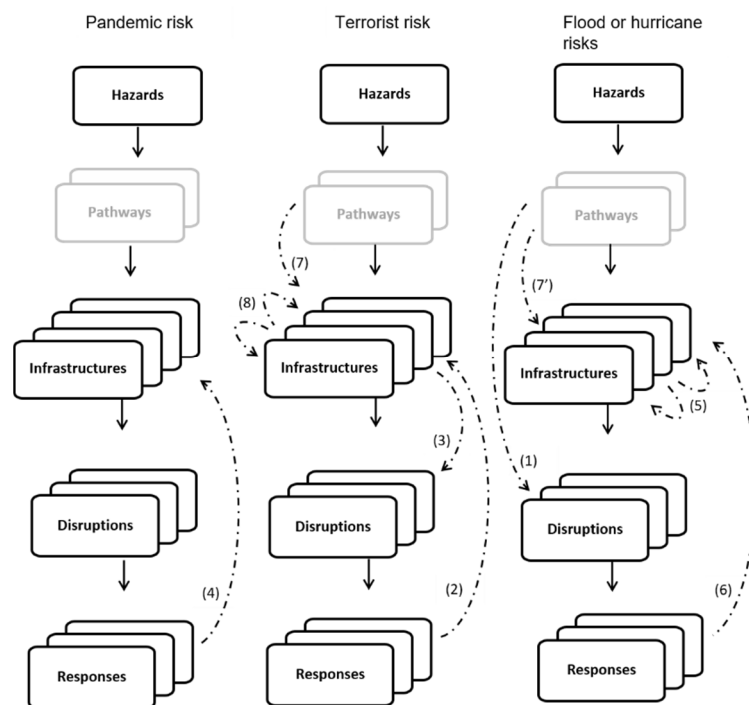 Pandemic risk
Terrorist risk
Flood or hurricane
risks
Hazards
Hazards
Hazards
Pathways
Pathways
Pathways
(7)
(7’)
(8)
Infrastructures
Infrastructures
Infrastructures
(5)
(3)
(1)
Disruptions
Disruptions
Disruptions
(4)
(2)
(6)
Responses
Responses
Responses